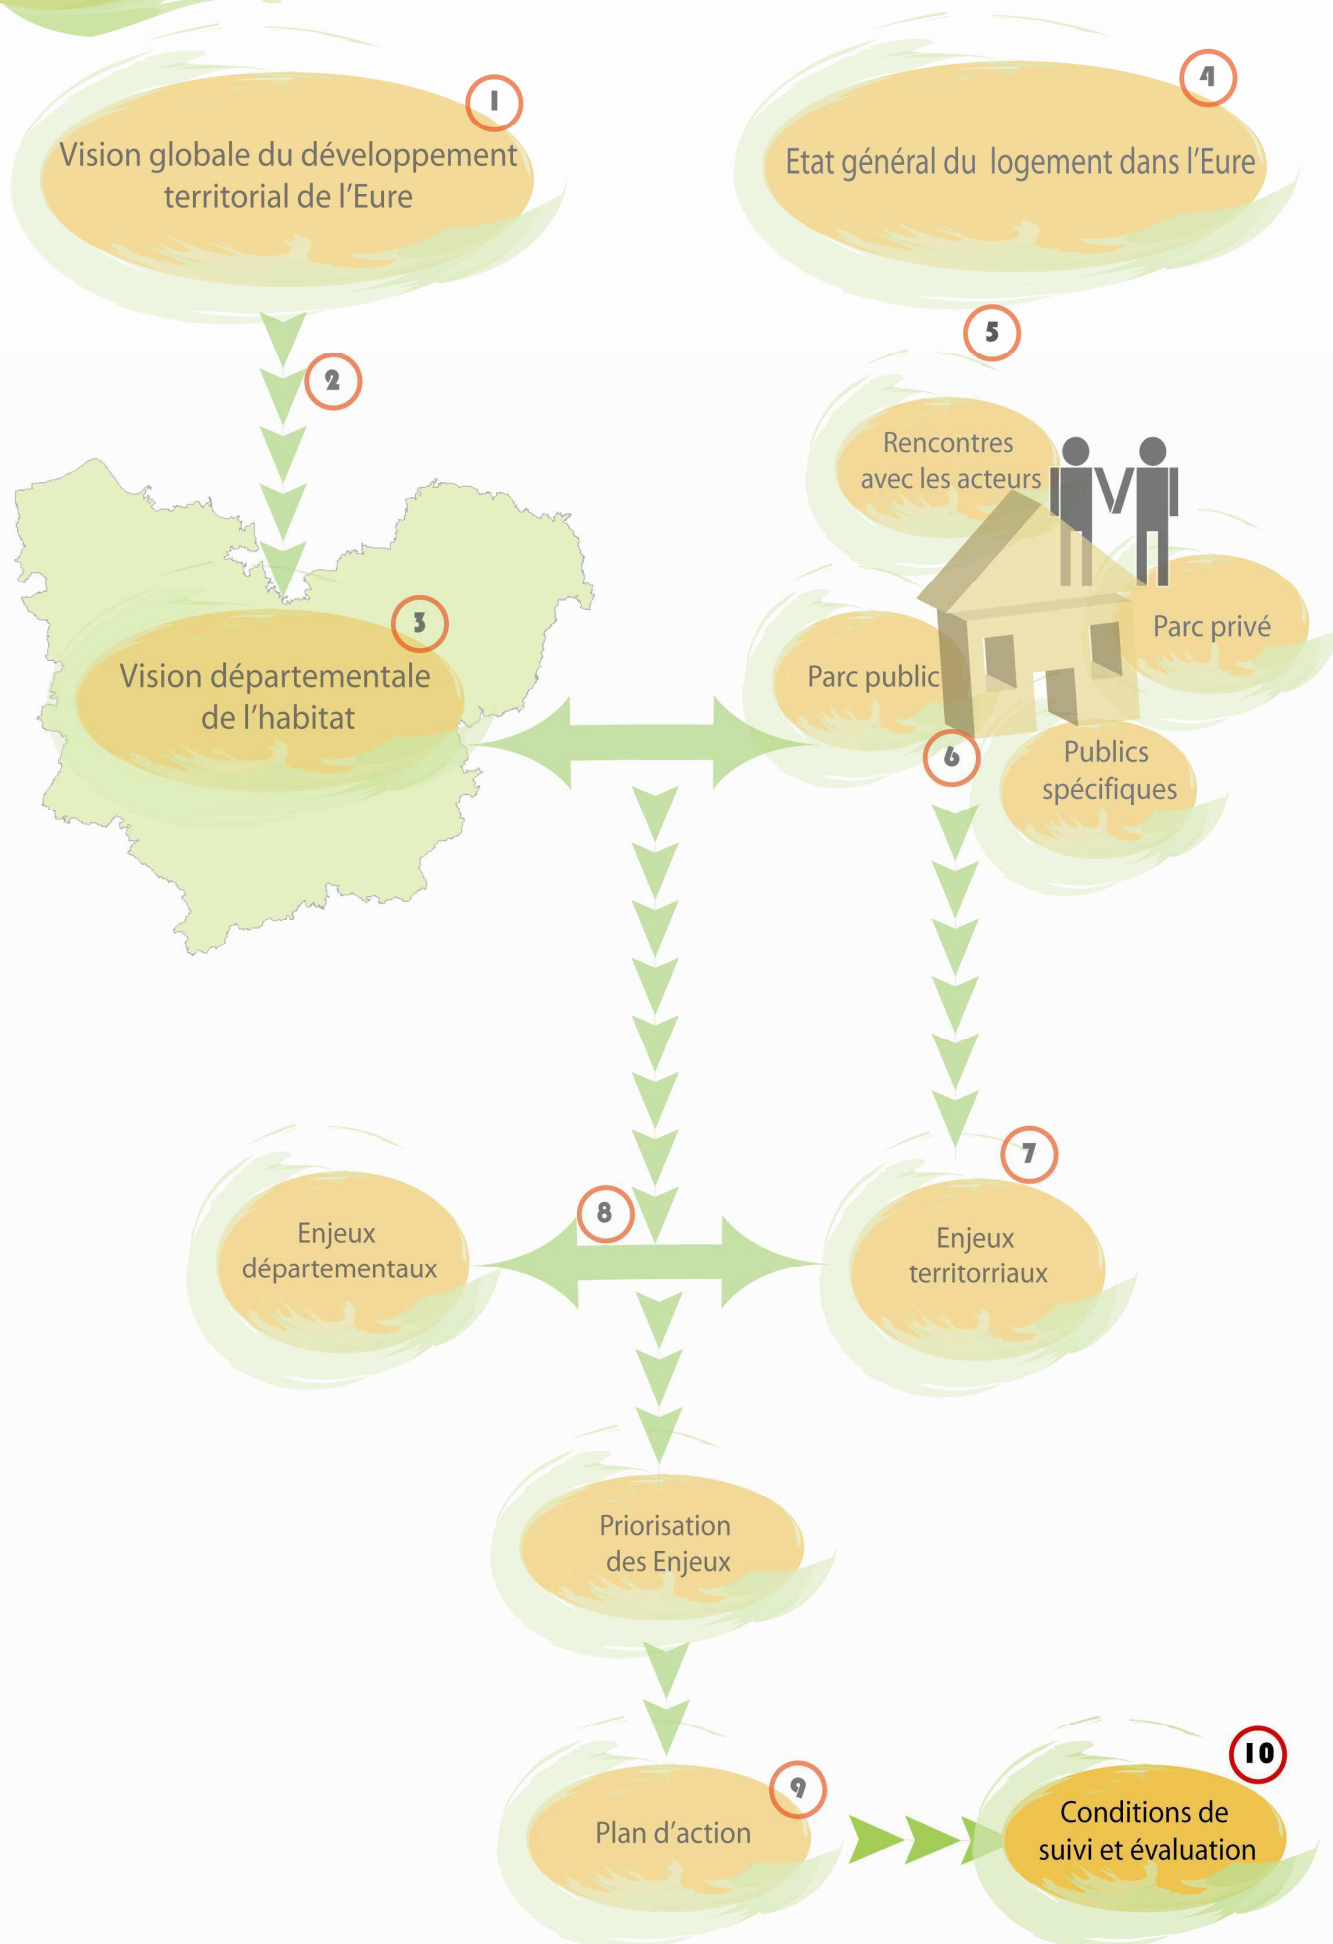 1
Vision globale du développement
territorial de l'Eure
4
Etat général du logement dans l'Eure
2
5
Rencontres
avec les acteurs
3
Vision départementale
de l'habitat
Parc public
Parc privé
6
Publics
spécifiques
7
8
Enjeux
départementaux
Enjeux
territorriaux
Priorisation
des Enjeux
9
Plan d'action
10
Conditions de
suivi et évaluation